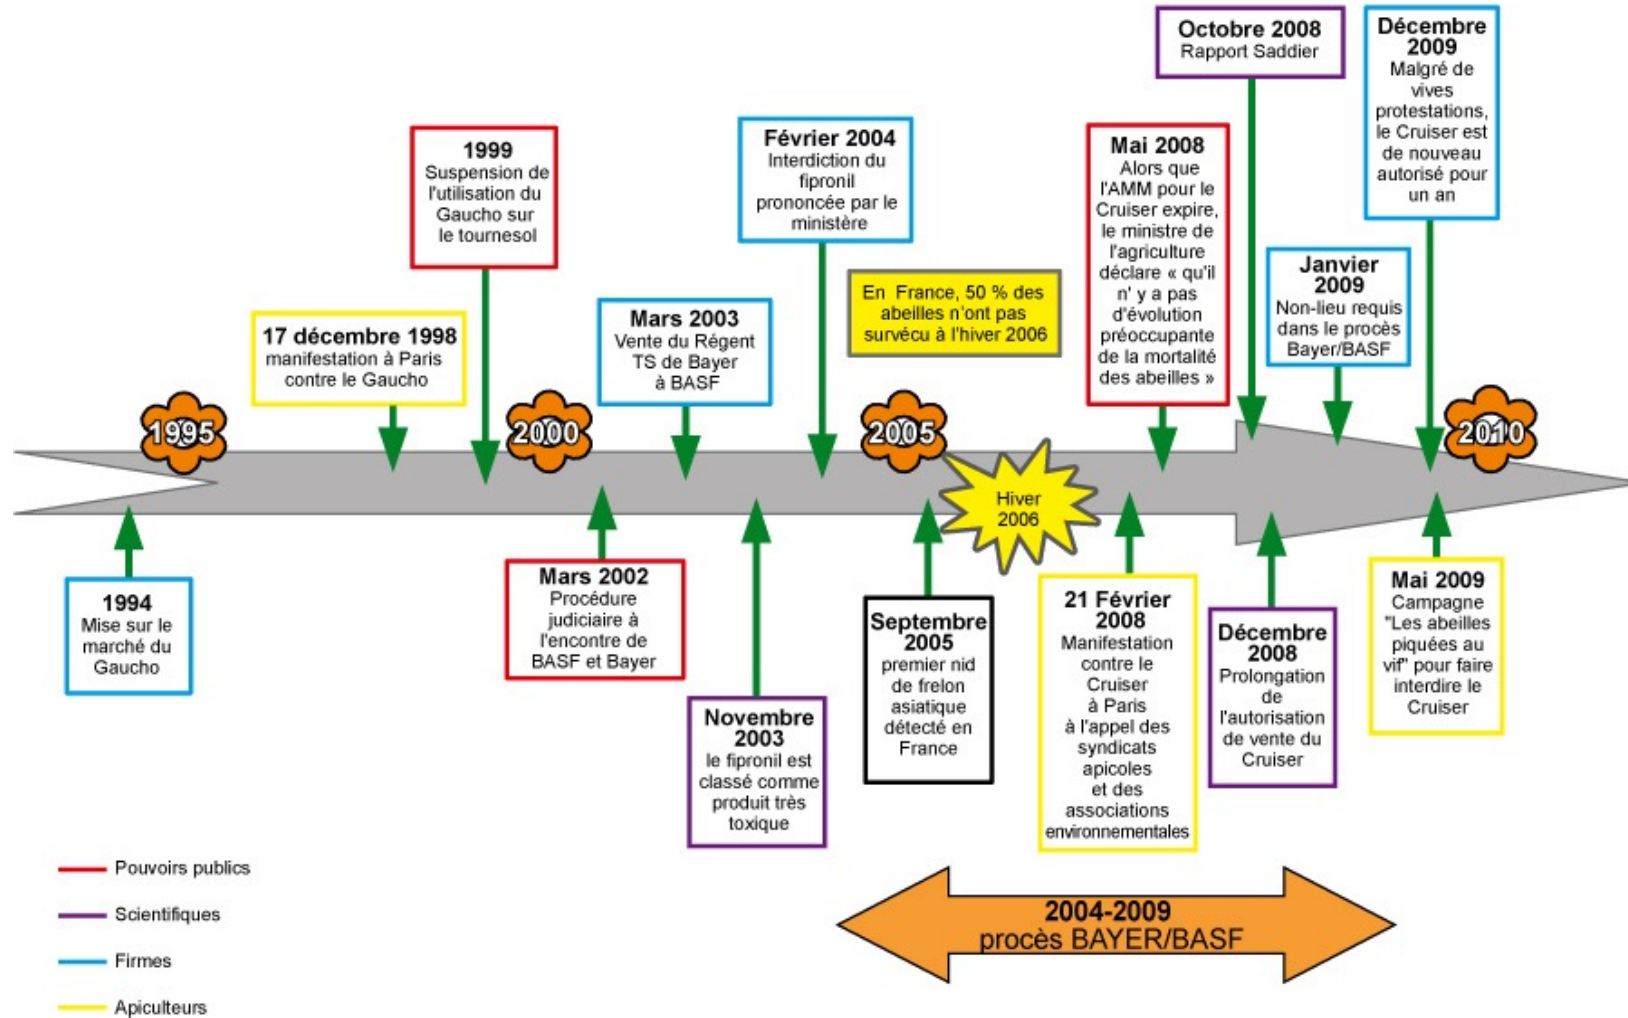 Octobre 2008
Rapport Saddier
Décembre
2009
Malgré de
vives
protestations,
le Cruiser est
de nouveau
autorisé pour
un an
1999
Suspension de
l'utilisation du
Gaucho sur
le tournesol
Février 2004
Interdiction du
fipronil
prononcée par le
ministère
Mai 2008
Alors que
l'AMM pour le
Cruiser expire,
le ministre de
l'agriculture
déclare « qu'il
n' y a pas
d'évolution
préoccupante
de la mortalité
des abeilles »
Janvier
2009
Non-lieu requis
dans le procès
Bayer/BASF
17 décembre 1998
manifestation à Paris
contre le Gaucho
Mars 2003
Vente du Régent
TS de Bayer
à BASF
En France, 50 % des
abeilles n'ont pas
survécu à l'hiver 2006
1995
2000
2005
2010
Hiver
2006
1994
Mise sur le
marché du
Gaucho
Mars 2002
Procédure
judiciaire à
l'encontre de
BASF et Bayer
Novembre
2003
le fipronil est
classé comme
produit très
toxique
Septembre
2005
premier nid
de frelon
asiatique
détecté en
France
21 Février
2008
Manifestation
contre le
Cruiser
à Paris
à l'appel des
syndicats
apicoles
et des
associations
environnementales
Décembre
2008
Prolongation
de
l'autorisation
de vente du
Cruiser
Mai 2009
Campagne
"Les abeilles
piquées au
vif" pour faire
interdire le
Cruiser
Pouvoirs publics
Scientifiques
Firmes
Apiculteurs
2004-2009
procès BAYER/BASF